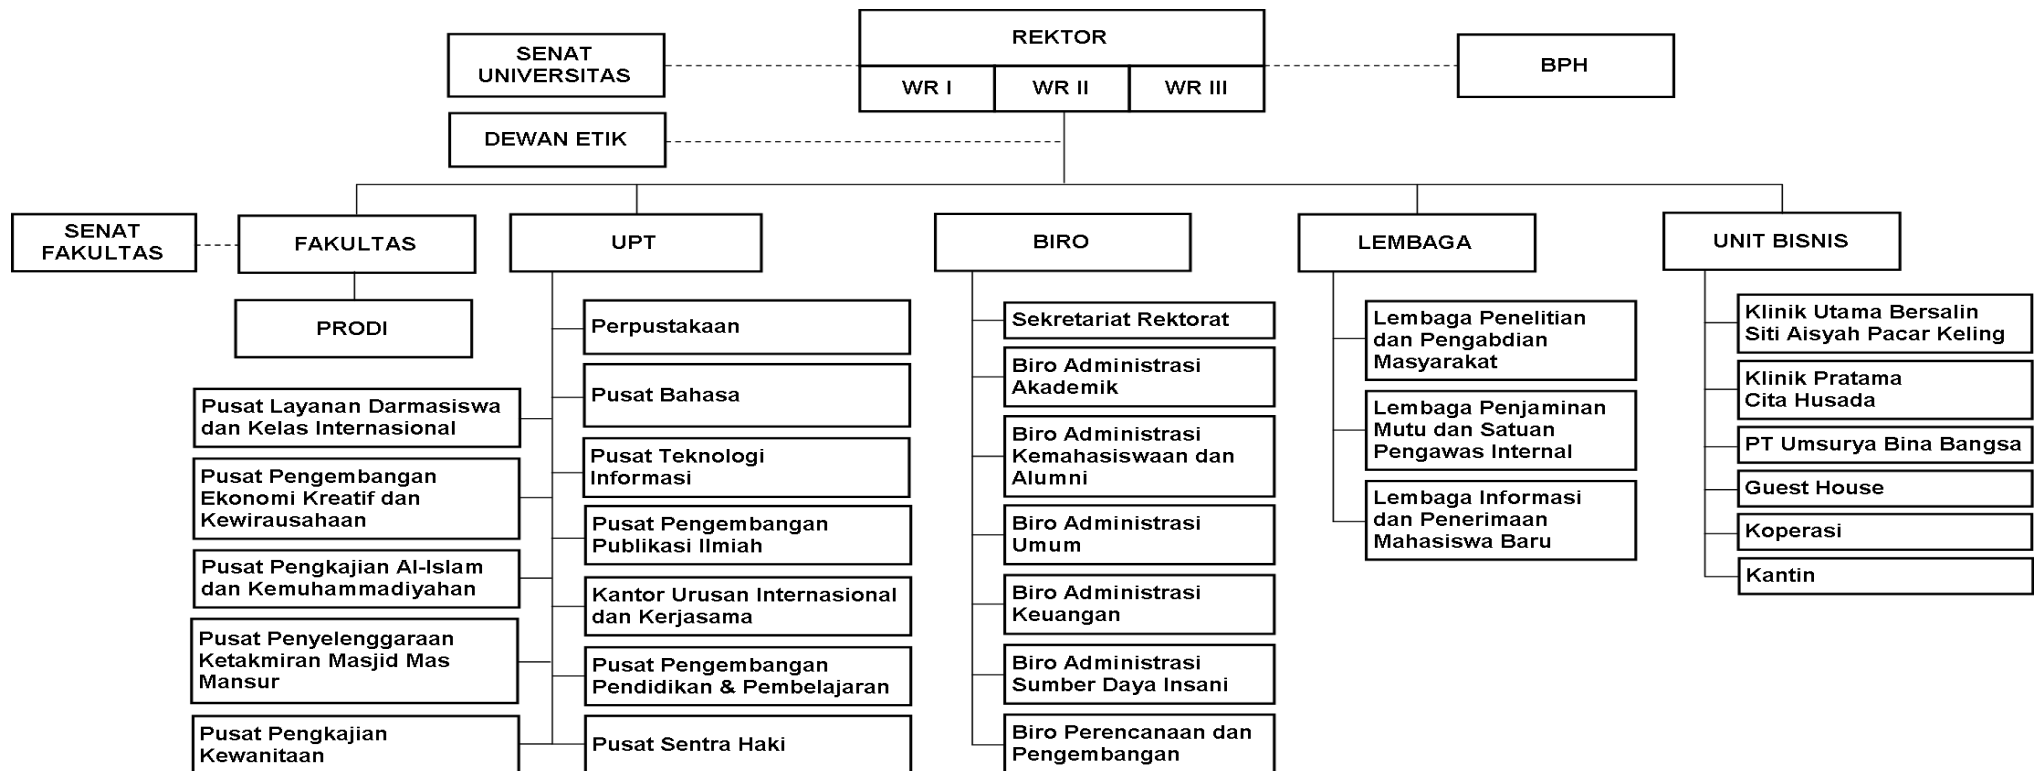 REKTOR
WR I
WR II
WR III
SENAT
UNIVERSITAS
BPH
DEWAN ETIK
SENAT
FAKULTAS
FAKULTAS
UPT
BIRO
LEMBAGA
UNIT BISNIS
PRODI
Pusat Layanan Darmasiswa
dan Kelas Internasional
Pusat Pengembangan
Ekonomi Kreatif dan
Kewirausahaan
Pusat Pengkajian Al-Islam
dan Kemuhammadiyahan
Pusat Penyelenggaraan
Ketakmiran Masjid Mas
Mansur
Pusat Pengkajian
Kewanitaan
Perpustakaan
Pusat Bahasa
Pusat Teknologi
Informasi
Pusat Pengembangan
Publikasi Ilmiah
Kantor Urusan Internasional
dan Kerjasama
Pusat Pengembangan
Pendidikan & Pembelajaran
Pusat Sentra Haki
Sekretariat Rektorat
Biro Administrasi
Akademik
Biro Administrasi
Kemahasiswaan dan
Alumni
Biro Administrasi
Umum
Biro Administrasi
Keuangan
Biro Administrasi
Sumber Daya Insani
Biro Perencanaan dan
Pengembangan
Lembaga Penelitian
dan Pengabdian
Masyarakat
Lembaga Penjaminan
Mutu dan Satuan
Pengawas Internal
Lembaga Informasi
dan Penerimaan
Mahasiswa Baru
Klinik Utama Bersalin
Siti Aisyah Pacar Keling
Klinik Pratama
Cita Husada
PT Umsurya Bina Bangsa
Guest House
Koperasi
Kantin